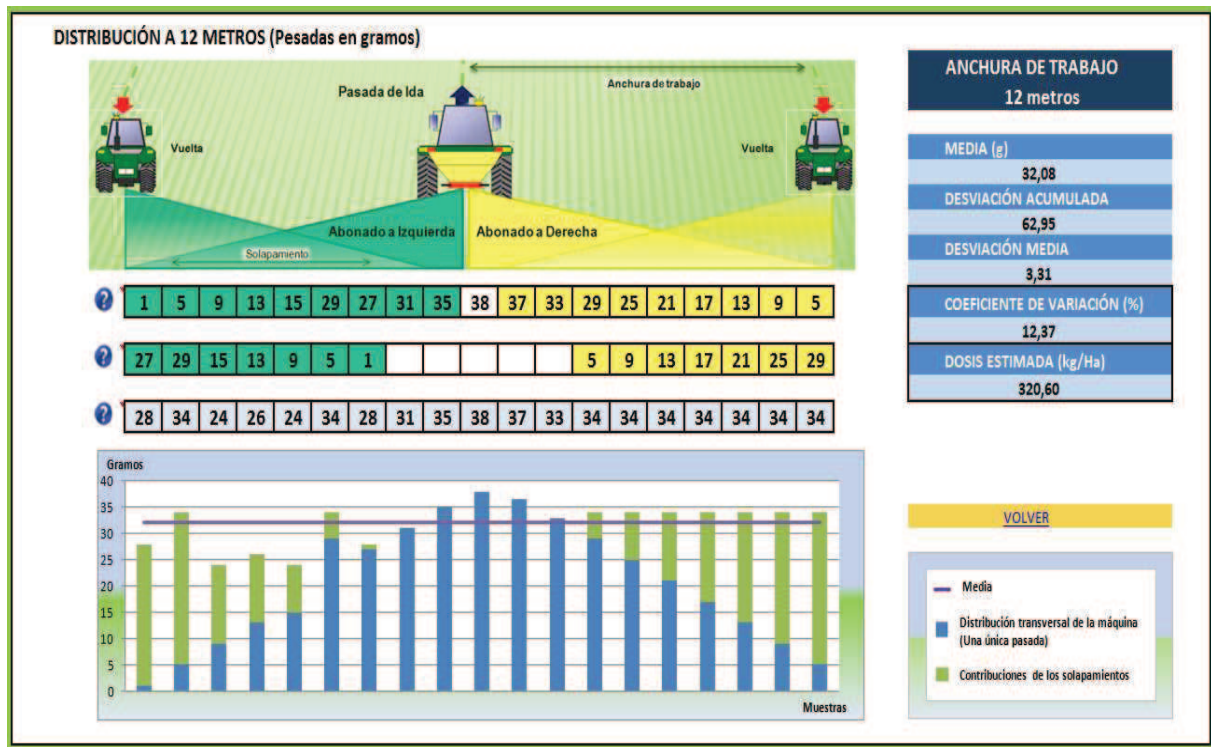 DISTRIBUCIÓN A 12 METROS (Pesadas en gramos)
Pasada de Ida
Anchura de trabajo
Vuelta
Vuelta
Abonado a Izquierda
Abonado a Derecha
Solapamiento
1 5 9 13 15 29 27 31 35 38 37 33 29 25 21 17 13 9 5
27 29 15 13 9 5 1 5 9 13 17 21 25 29
28 34 24 26 24 34 28 31 35 38 37 33 34 34 34 34 34 34 34
Gramos
40
35
30
25
20
15
10
5
0
Muestras
ANCHURA DE TRABAJO
12 metros
MEDIA (g)
32,08
DESVIACIÓN ACUMULADA
62,95
DESVIACIÓN MEDIA
3,31
COEFICIENTE DE VARIACIÓN (%)
12,37
DOSIS ESTIMADA (kg/Ha)
320,60
VOLVER
Media
Distribución transversal de la máquina
(Una única pasada)
Contribuciones de los solapamientos